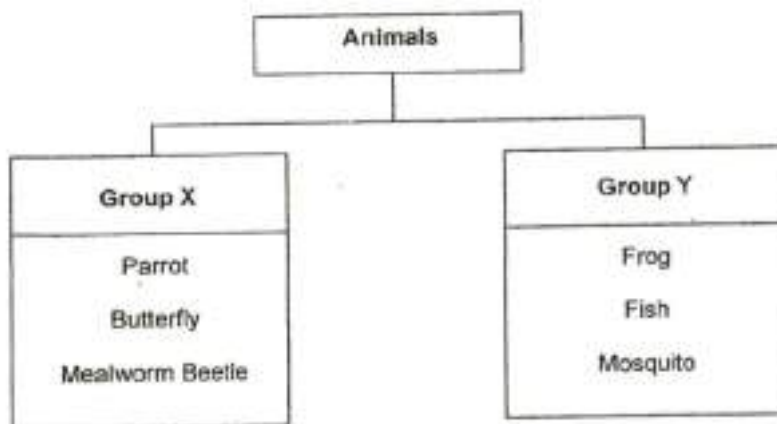 Animals
Group X
Parrot
Butterfly
Mealworm Beetle
Group Y
Frog
Fish
Mosquito